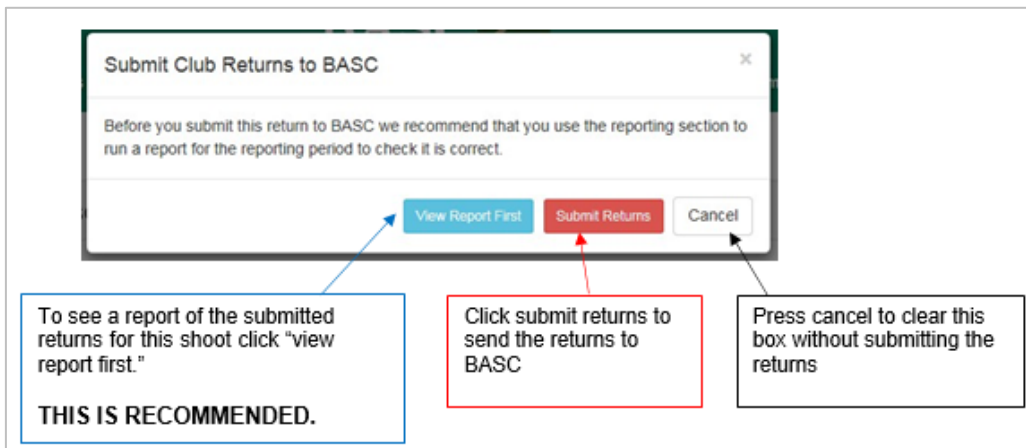 Submit Club Returns to BASC
×
Before you submit this return to BASC we recommend that you use the reporting section to
run a report for the reporting period to check it is correct.
View Report First
Submit Returns
Cancel
To see a report of the submitted
returns for this shoot click “view
report first.”
THIS IS RECOMMENDED.
Click submit returns to
send the returns to
BASC
Press cancel to clear this
box without submitting the
returns